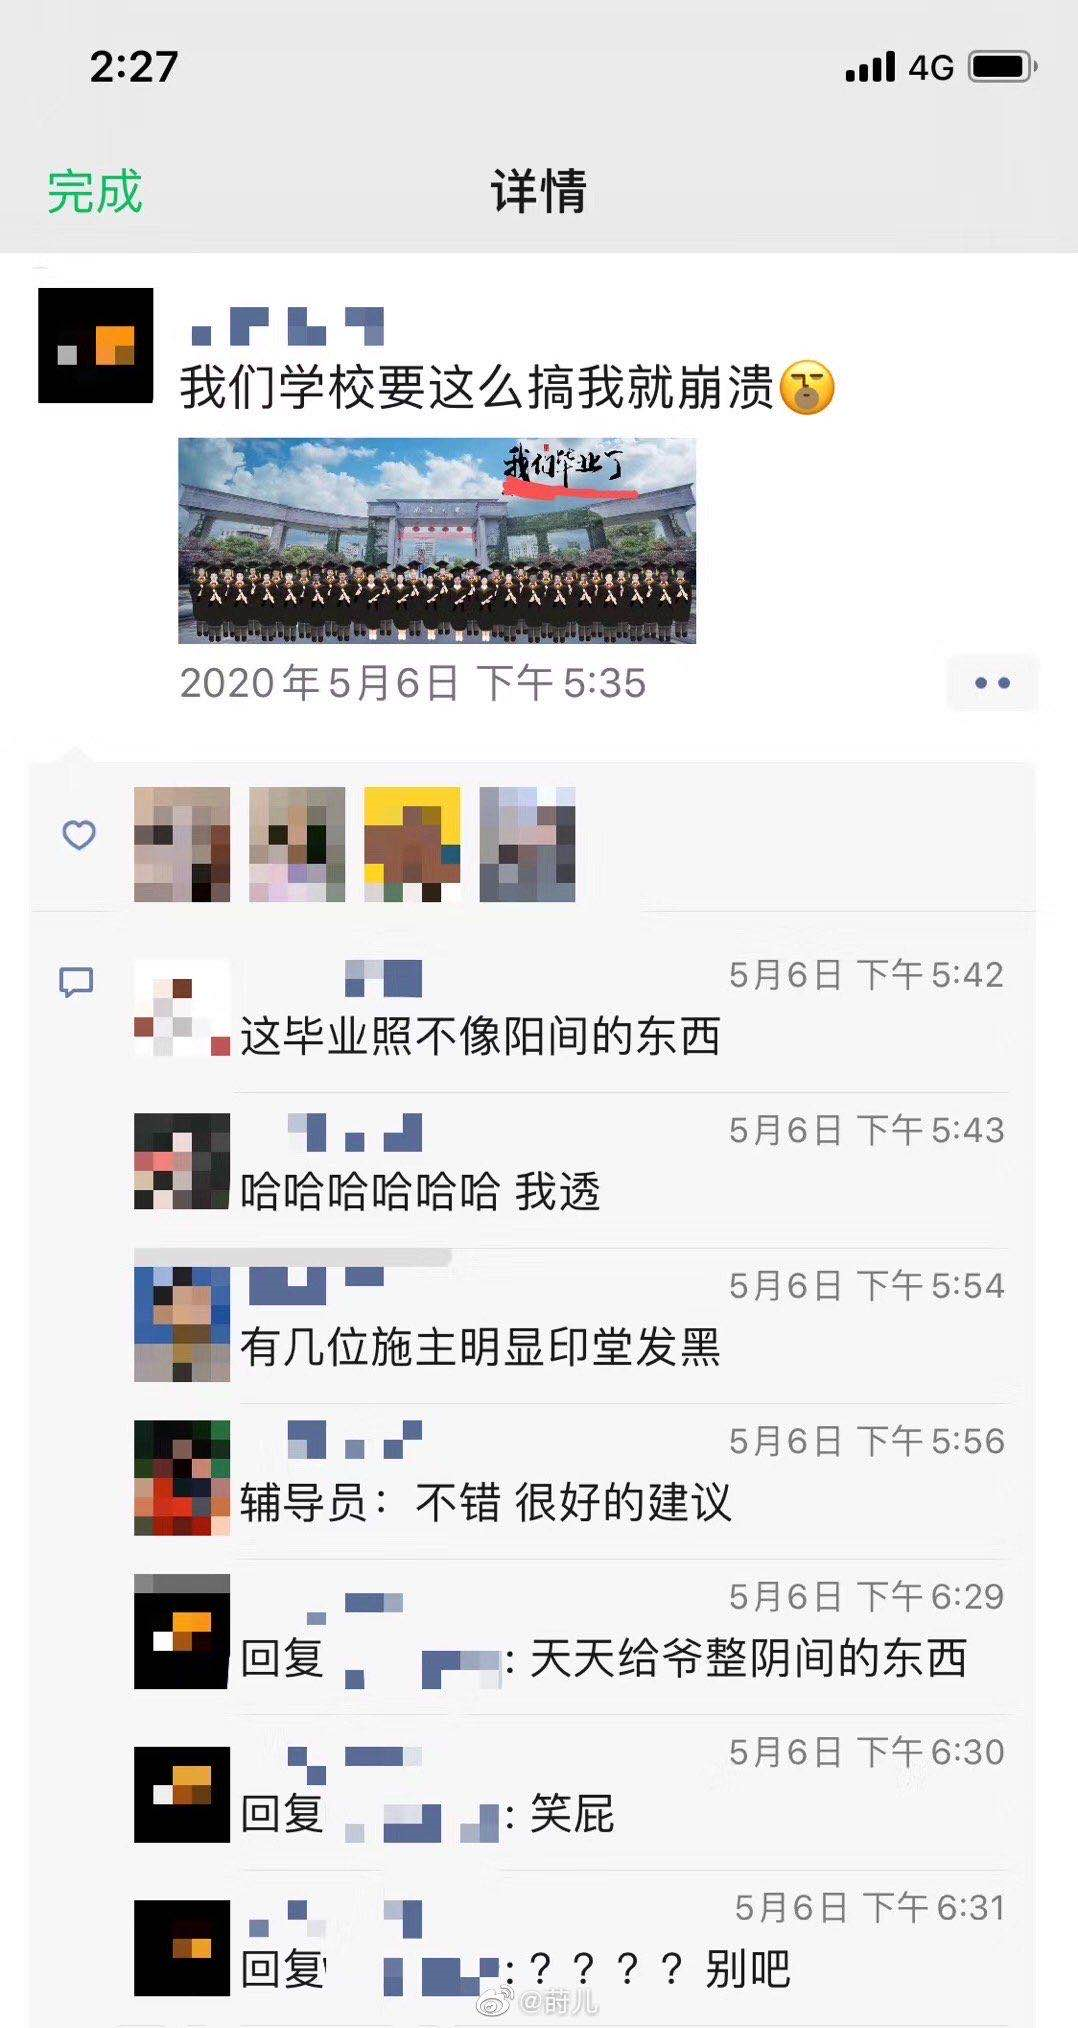 2:27
4G
完成
详情
我们学校要这么搞我就崩溃
我们毕业了
2020年5月6日 下午5:35
5月6日 下午5:42
这毕业照不像阳间的东西
5月6日 下午5:43
哈哈哈哈哈哈 我透
5月6日 下午5:54
有几位施主明显印堂发黑
5月6日 下午5:56
辅导员：不错 很好的建议
5月6日 下午6:29
回复 : 天天给爷整阴间的东西
5月6日 下午6:30
回复 : 笑屁
5月6日 下午6:31
回复 : ？？？？别吧
@莳儿